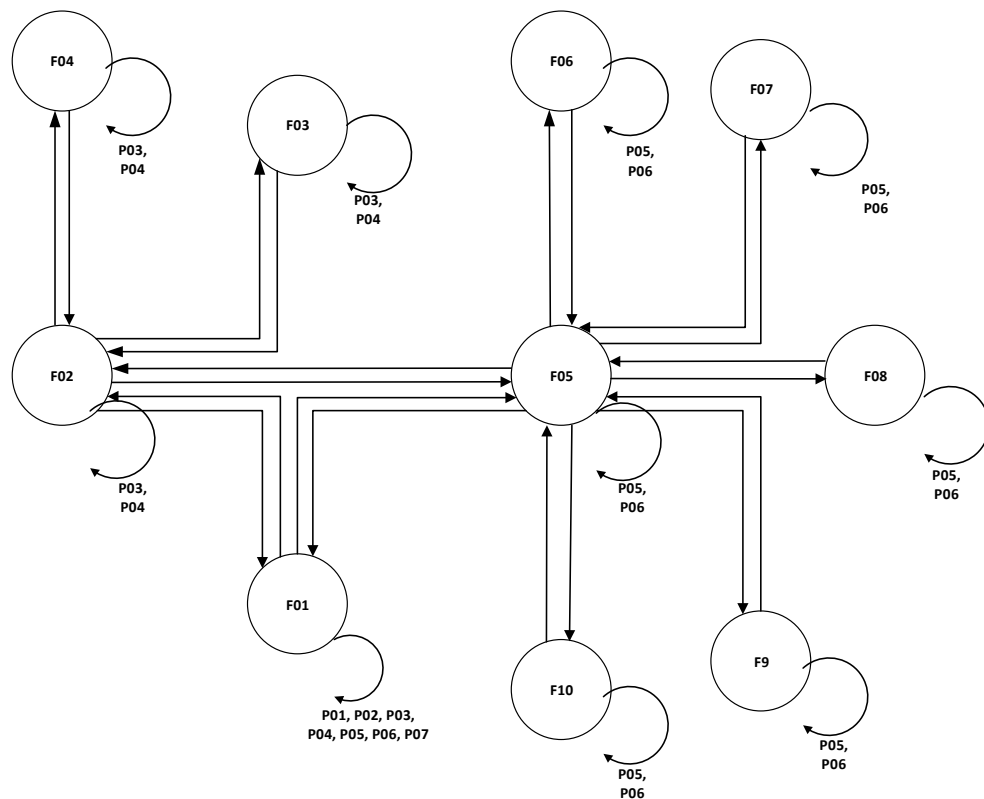 F04
P03,
P04
F03
P03,
P04
F06
P05,
P06
F07
P05,
P06
F02
P03,
P04
F05
P05,
P06
F08
P05,
P06
F01
P01, P02, P03,
P04, P05, P06, P07
F10
P05,
P06
F9
P05,
P06